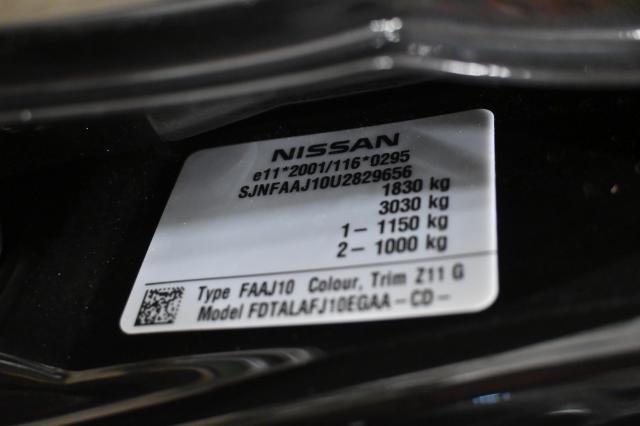 NISSAN
e11*2001/116*0295
SJNFAAJ10U2829656
1830 kg
3030 kg
1- 1150 kg
2- 1000 kg
Type FAAJ10 Colour, Trim Z11 G
Model FDTALAFJ10EGAA-CD-